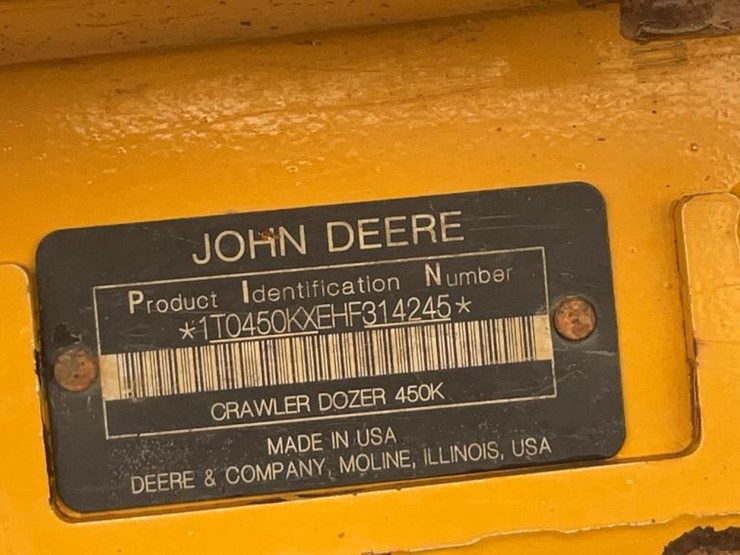 JOHN DEERE
Product Identification Number
*1T0450KXEHF314245*
CRAWLER DOZER 450K
MADE IN USA
DEERE & COMPANY, MOLINE, ILLINOIS, USA